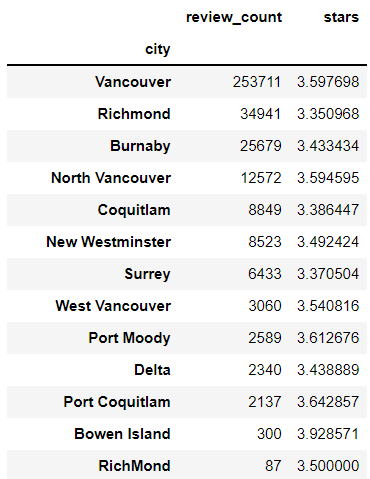 review_count stars
city
Vancouver 253711 3.597698
Richmond 34941 3.350968
Burnaby 25679 3.433434
North Vancouver 12572 3.594595
Coquitlam 8849 3.386447
New Westminster 8523 3.492424
Surrey 6433 3.370504
West Vancouver 3060 3.540816
Port Moody 2589 3.612676
Delta 2340 3.438889
Port Coquitlam 2137 3.642857
Bowen Island 300 3.928571
RichMond 87 3.500000